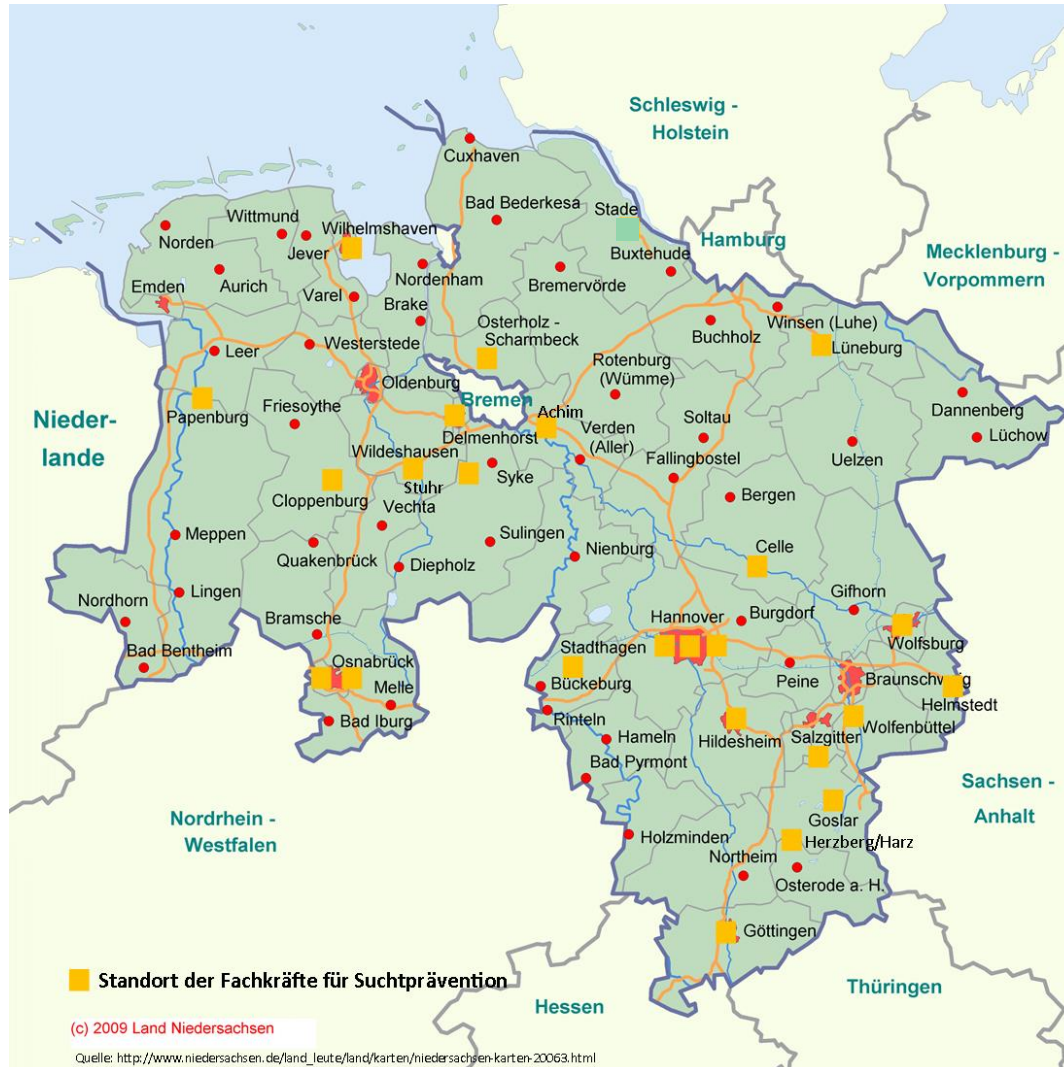 Schleswig -
Holstein
Cuxhaven
Bad Bederkesa
Stade
Hamburg
Mecklenburg -
Vorpommern
Wittmund
Wilhelmshaven
Norden
Jever
Buxtehude
Nordenham
Aurich
Bremervörde
Emden
Varel
Brake
Osterholz -
Scharmbeck
Winsen (Luhe)
Buchholz
Lüneburg
Westerstede
Leer
Rotenburg
(Wümme)
Oldenburg
Bremen
Dannenberg
Papenburg
Friesoythe
Achim
Nieder-
lande
Delmenhorst
Verden
(Aller)
Soltau
Lüchow
Wildeshausen
Fallingbostel
Uelzen
Stuhr
Syke
Cloppenburg
Bergen
Vechta
Meppen
Sulingen
Quakenbrück
Diepholz
Nienburg
Celle
Lingen
Nordhorn
Gifhorn
Bramsche
Hannover
Burgdorf
Wolfsburg
Bad Bentheim
Stadthagen
Osnabrück
Peine
Braunschweig
Melle
Bückeburg
Helmstedt
Bad Iburg
Rinteln
Wolfenbüttel
Hameln
Hildesheim
Salzgitter
Bad Pyrmont
Sachsen -
Anhalt
Nordrhein -
Westfalen
Goslar
Holzminden
Herzberg/Harz
Northeim
Osterode a. H.
Göttingen
Standort der Fachkräfte für Suchtprävention
Thüringen
Hessen
(c) 2009 Land Niedersachsen
Quelle: http://www.niedersachsen.de/land_leute/land/karten/niedersachsen-karten-20063.html